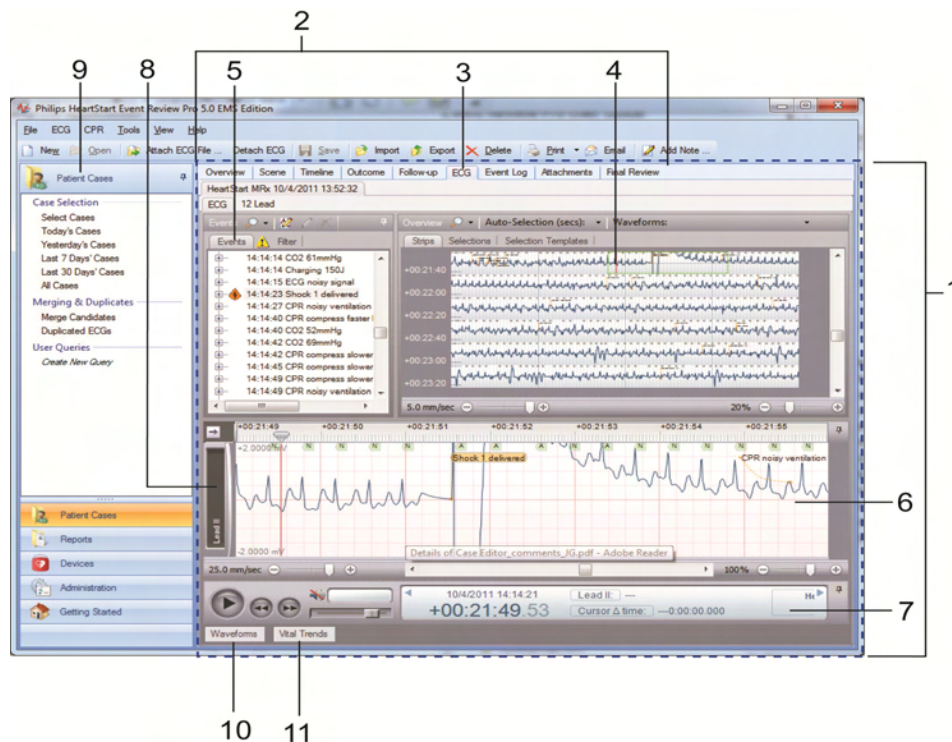 2
9 8 5 3 4
Philips HeartStart Event Review Pro 5.0 EMS Edition
File ECG CPR Tools View Help
New Open Attach ECG File ... Detach ECG Save Import Export Delete Print Email Add Note ...
Patient Cases
Overview Scene Timeline Outcome Follow-up ECG Event Log Attachments Final Review
HeartStart MRx 10/4/2011 13:52:32
ECG 12 Lead
Case Selection
Select Cases
Today's Cases
Yesterday's Cases
Last 7 Days' Cases
Last 30 Days' Cases
All Cases
Merging & Duplicates
Merge Candidates
Duplicated ECGs
User Queries
Create New Query
Events
Events Filter
14:14:14 CO2 61mmHg
14:14:14 Charging 150J
14:14:15 ECG noisy signal
14:14:23 Shock 1 delivered
14:14:27 CPR noisy ventilation
14:14:40 CPR compress faster
14:14:40 CO2 52mmHg
14:14:42 CO2 69mmHg
14:14:42 CPR compress slower
14:14:45 CPR compress slower
14:14:49 CPR compress slower
14:14:49 CPR noisy ventilation
Overview Auto-Selection (secs): Waveforms:
Strips Selections Selection Templates
+00:21:40
+00:22:00
+00:22:20
+00:22:40
+00:23:00
+00:23:20
5.0 mm/sec 20%
1
+00:21:49 +00:21:50 +00:21:51 +00:21:52 +00:21:53 +00:21:54 +00:21:55
+2.0000 mV
N N N N N A A A N N N N N N N
Shock 1 delivered CPR noisy ventilation
Lead II
-2.0000 mV
Details of Case Editor_comments_JG.pdf - Adobe Reader
6
25.0 mm/sec 100%
Patient Cases
Reports
Devices
Administration
Getting Started
10/4/2011 14:14:21 Lead II: ---
+00:21:49.53 Cursor Δ time: ---0:00:00.000
7
Waveforms Vital Trends
10 11